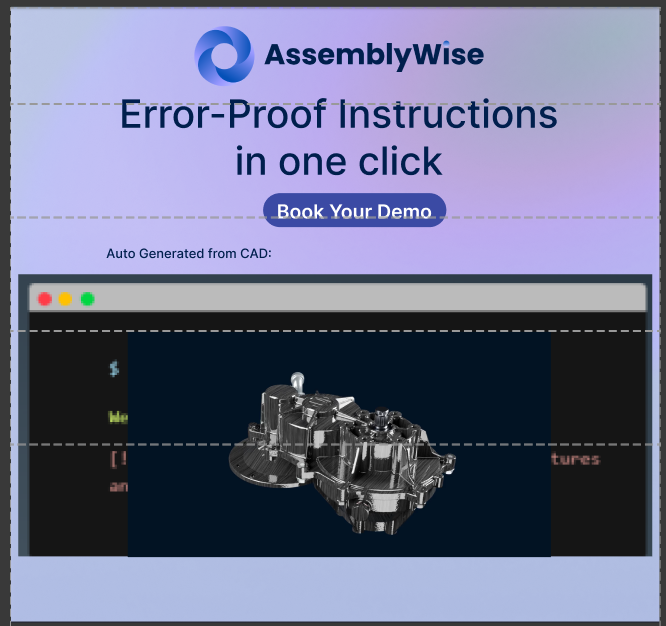 AssemblyWise
Error-Proof Instructions
in one click
Book Your Demo
Auto Generated from CAD:
$
We
[!
tures
an